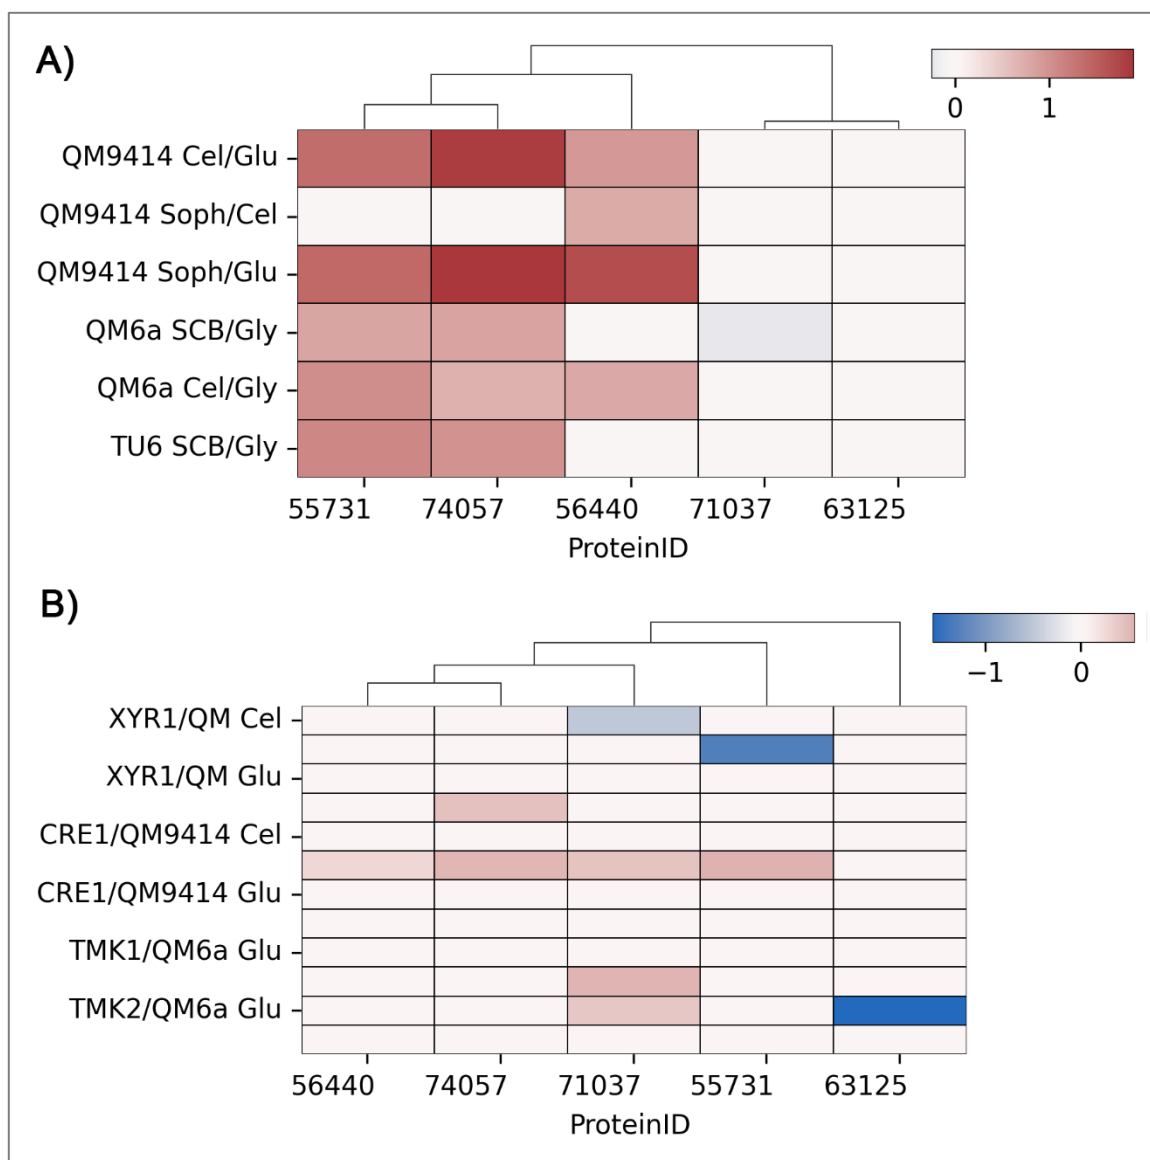 A)
0 1
QM9414 Cel/Glu
QM9414 Soph/Cel
QM9414 Soph/Glu
QM6a SCB/Gly
QM6a Cel/Gly
TU6 SCB/Gly
55731 74057 56440 71037 63125
ProteinID
B)
−1 0
XYR1/QM Cel
XYR1/QM Glu
CRE1/QM9414 Cel
CRE1/QM9414 Glu
TMK1/QM6a Glu
TMK2/QM6a Glu
56440 74057 71037 55731 63125
ProteinID